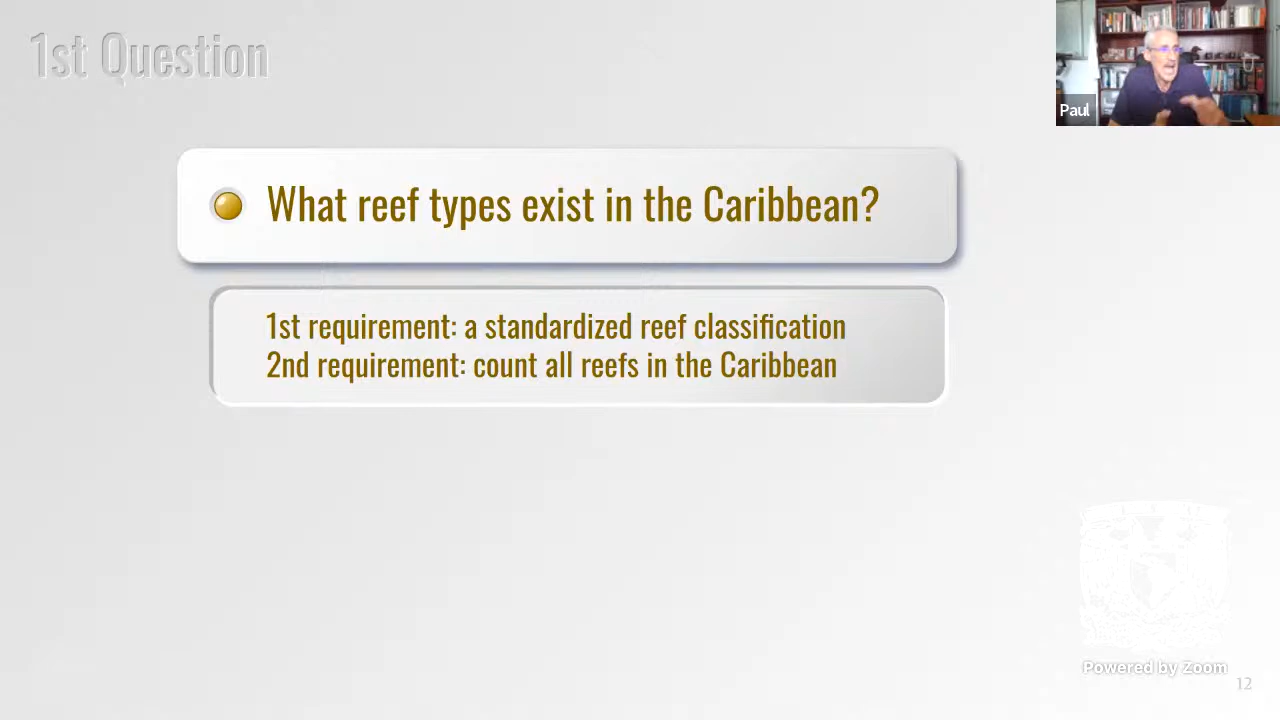 1st Question
Paul
What reef types exist in the Caribbean?
1st requirement: a standardized reef classification
2nd requirement: count all reefs in the Caribbean
Powered by Zoom
12